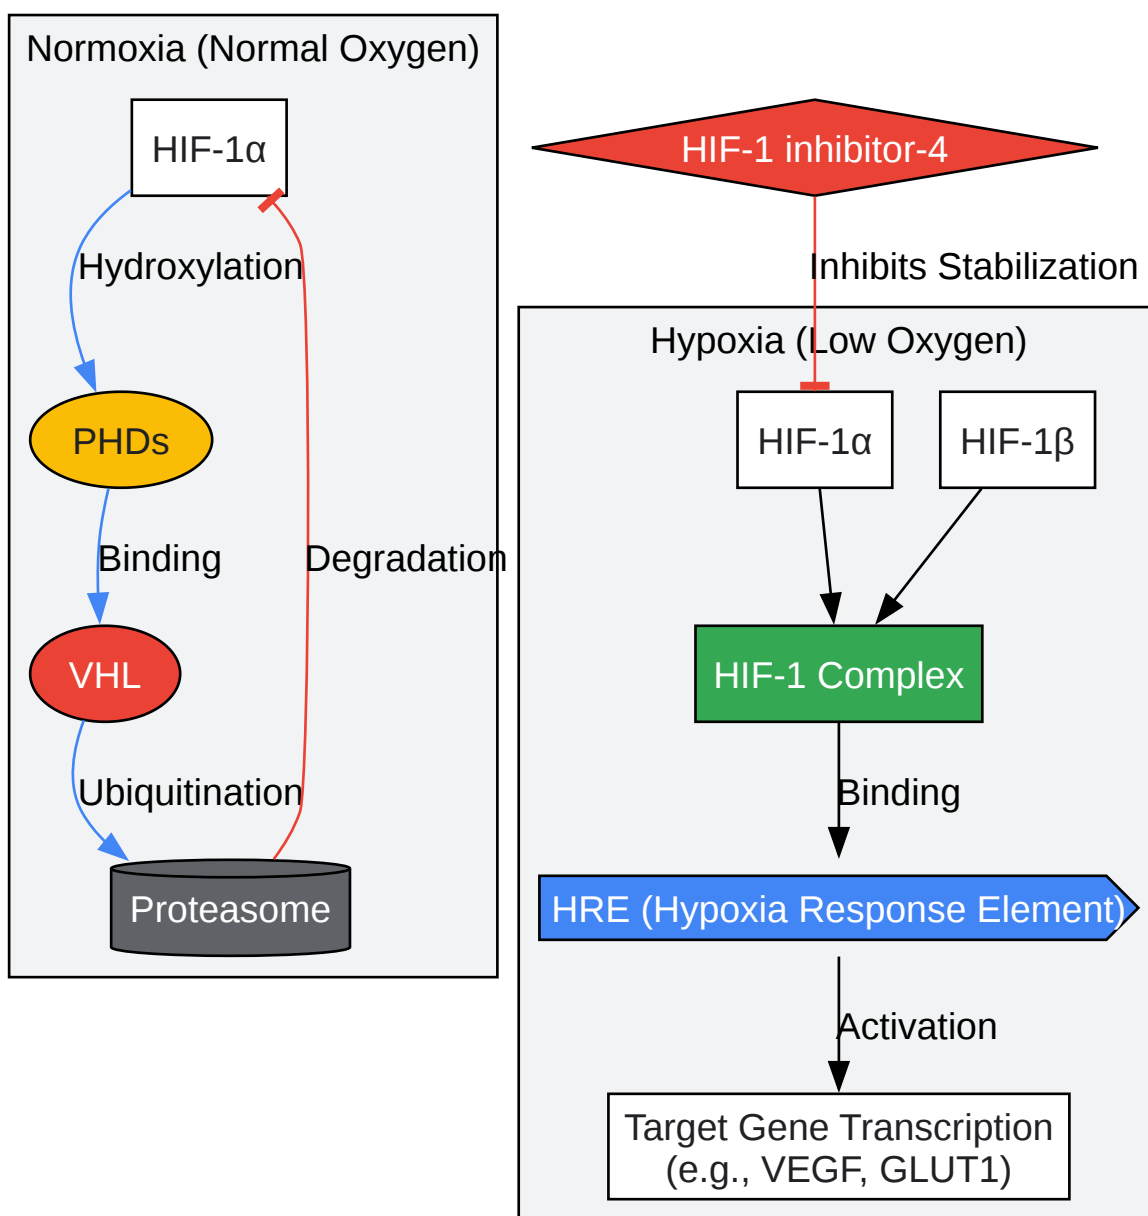 Normoxia (Normal Oxygen)
HIF-1α
Hydroxylation
PHDs
Binding
Degradation
VHL
Ubiquitination
Proteasome
HIF-1 inhibitor-4
Inhibits Stabilization
Hypoxia (Low Oxygen)
HIF-1α
HIF-1β
HIF-1 Complex
Binding
HRE (Hypoxia Response Element)
Activation
Target Gene Transcription
(e.g., VEGF, GLUT1)